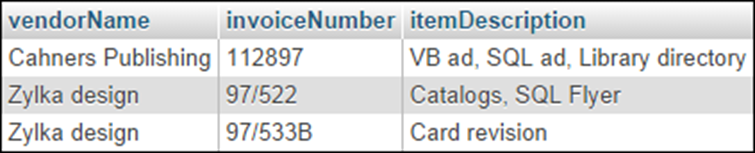 vendorName invoiceNumber itemDescription
Cahners Publishing 112897 VB ad, SQL ad, Library directory
Zylka design 97/522 Catalogs, SQL Flyer
Zylka design 97/533B Card revision